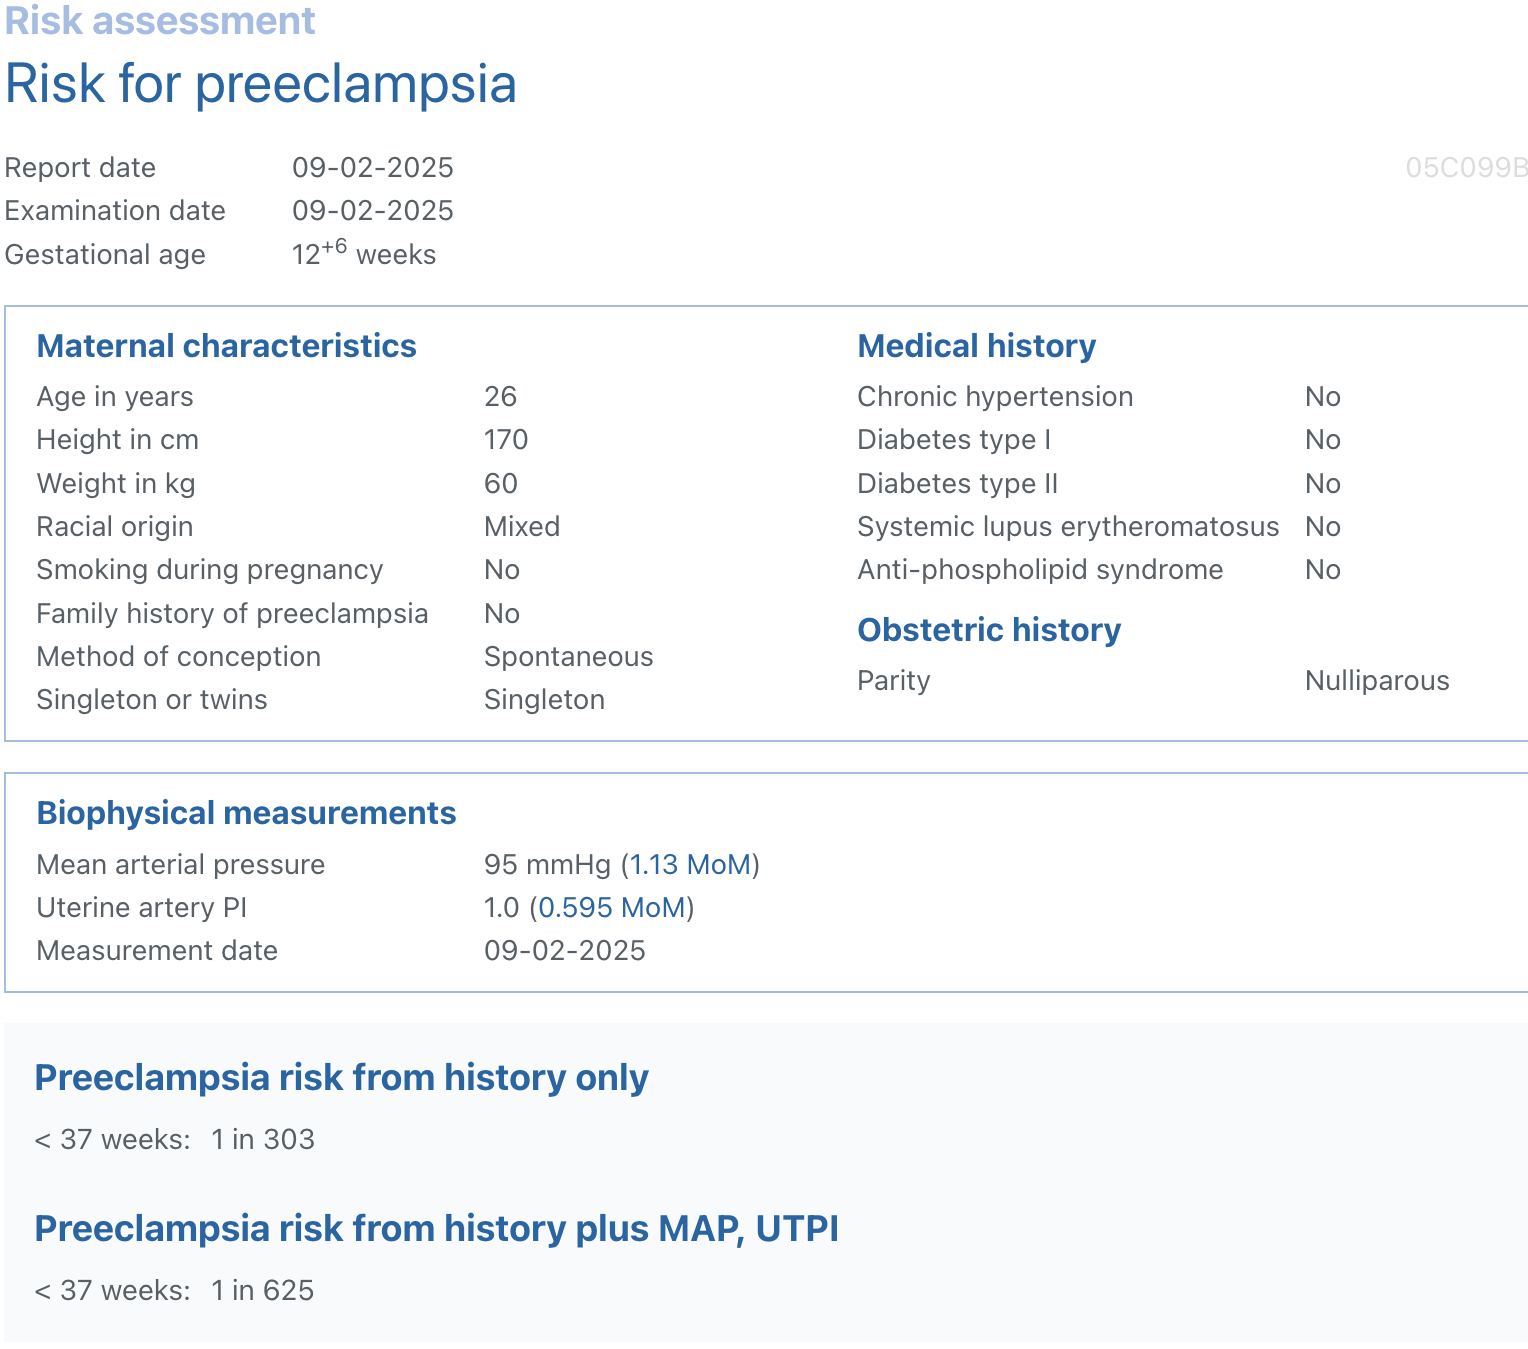 Risk assessment
Risk for preeclampsia
Report date 09-02-2025 05C099B
Examination date 09-02-2025
Gestational age 12+6 weeks
Maternal characteristics
Age in years 26
Height in cm 170
Weight in kg 60
Racial origin Mixed
Smoking during pregnancy No
Family history of preeclampsia No
Method of conception Spontaneous
Singleton or twins Singleton
Medical history
Chronic hypertension No
Diabetes type I No
Diabetes type II No
Systemic lupus erytheromatosus No
Anti-phospholipid syndrome No
Obstetric history
Parity Nulliparous
Biophysical measurements
Mean arterial pressure 95 mmHg (1.13 MoM)
Uterine artery PI 1.0 (0.595 MoM)
Measurement date 09-02-2025
Preeclampsia risk from history only
< 37 weeks: 1 in 303
Preeclampsia risk from history plus MAP, UTPI
< 37 weeks: 1 in 625